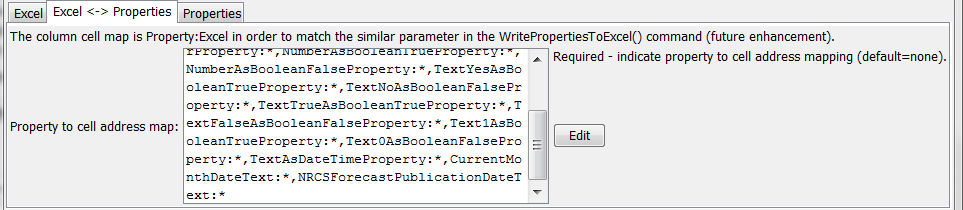 Excel Excel <-> Properties Properties
The column cell map is Property:Excel in order to match the similar parameter in the WritePropertiesToExcel() command (future enhancement).
rProperty:*,NumberAsBooleanTrueProperty:*,
NumberAsBooleanFalseProperty:*,TextYesAsBo
oleanTrueProperty:*,TextNoAsBooleanFalsePr
operty:*,TextTrueAsBooleanTrueProperty:*,T
extFalseAsBooleanFalseProperty:*,Text1AsBo
oleanTrueProperty:*,Text0AsBooleanFalsePro
perty:*,TextAsDateTimeProperty:*,CurrentMo
nthDateText:*,NRCSForecastPublicationDateT
ext:*
Required - indicate property to cell address mapping (default=none).
Property to cell address map:
Edit